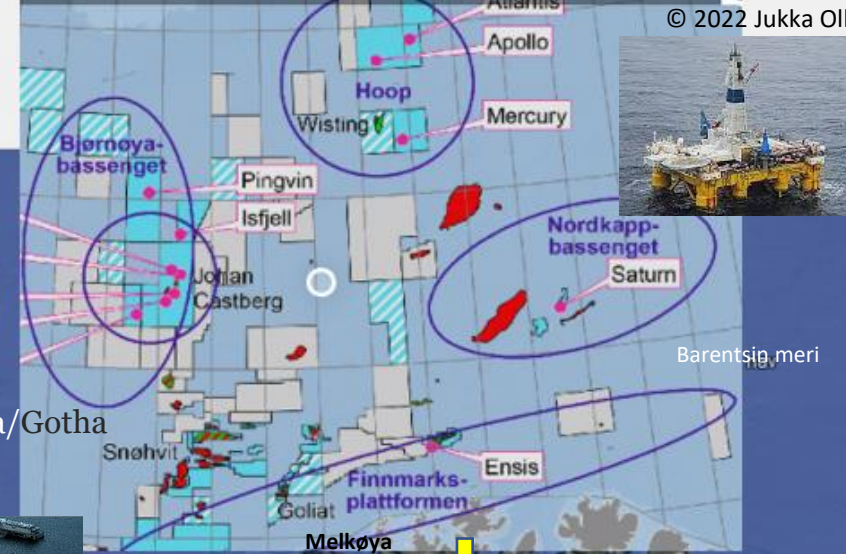 Atlantis
© 2022 Jukka Oll
Apollo
Hoop
Wisting
Mercury
Bjørnøya-
bassenget
Pingvin
Isfjell
Nordkapp-
bassenget
Saturn
Johan
Castberg
Barentsin meri
/Gotha
Snøhvit
Ensis
Finnmarks-
plattformen
Goliat
Melkøya